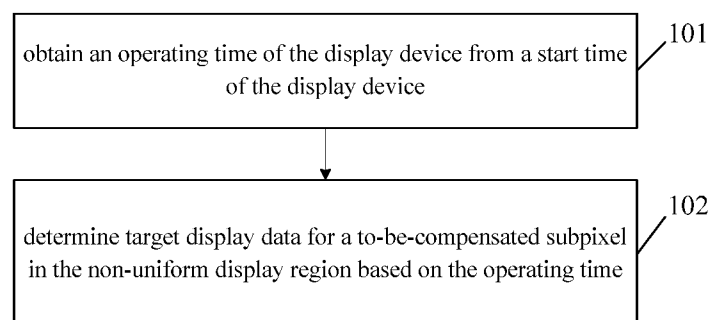 obtain an operating time of the display device from a start time
of the display device
101
determine target display data for a to-be-compensated subpixel
in the non-uniform display region based on the operating time
102